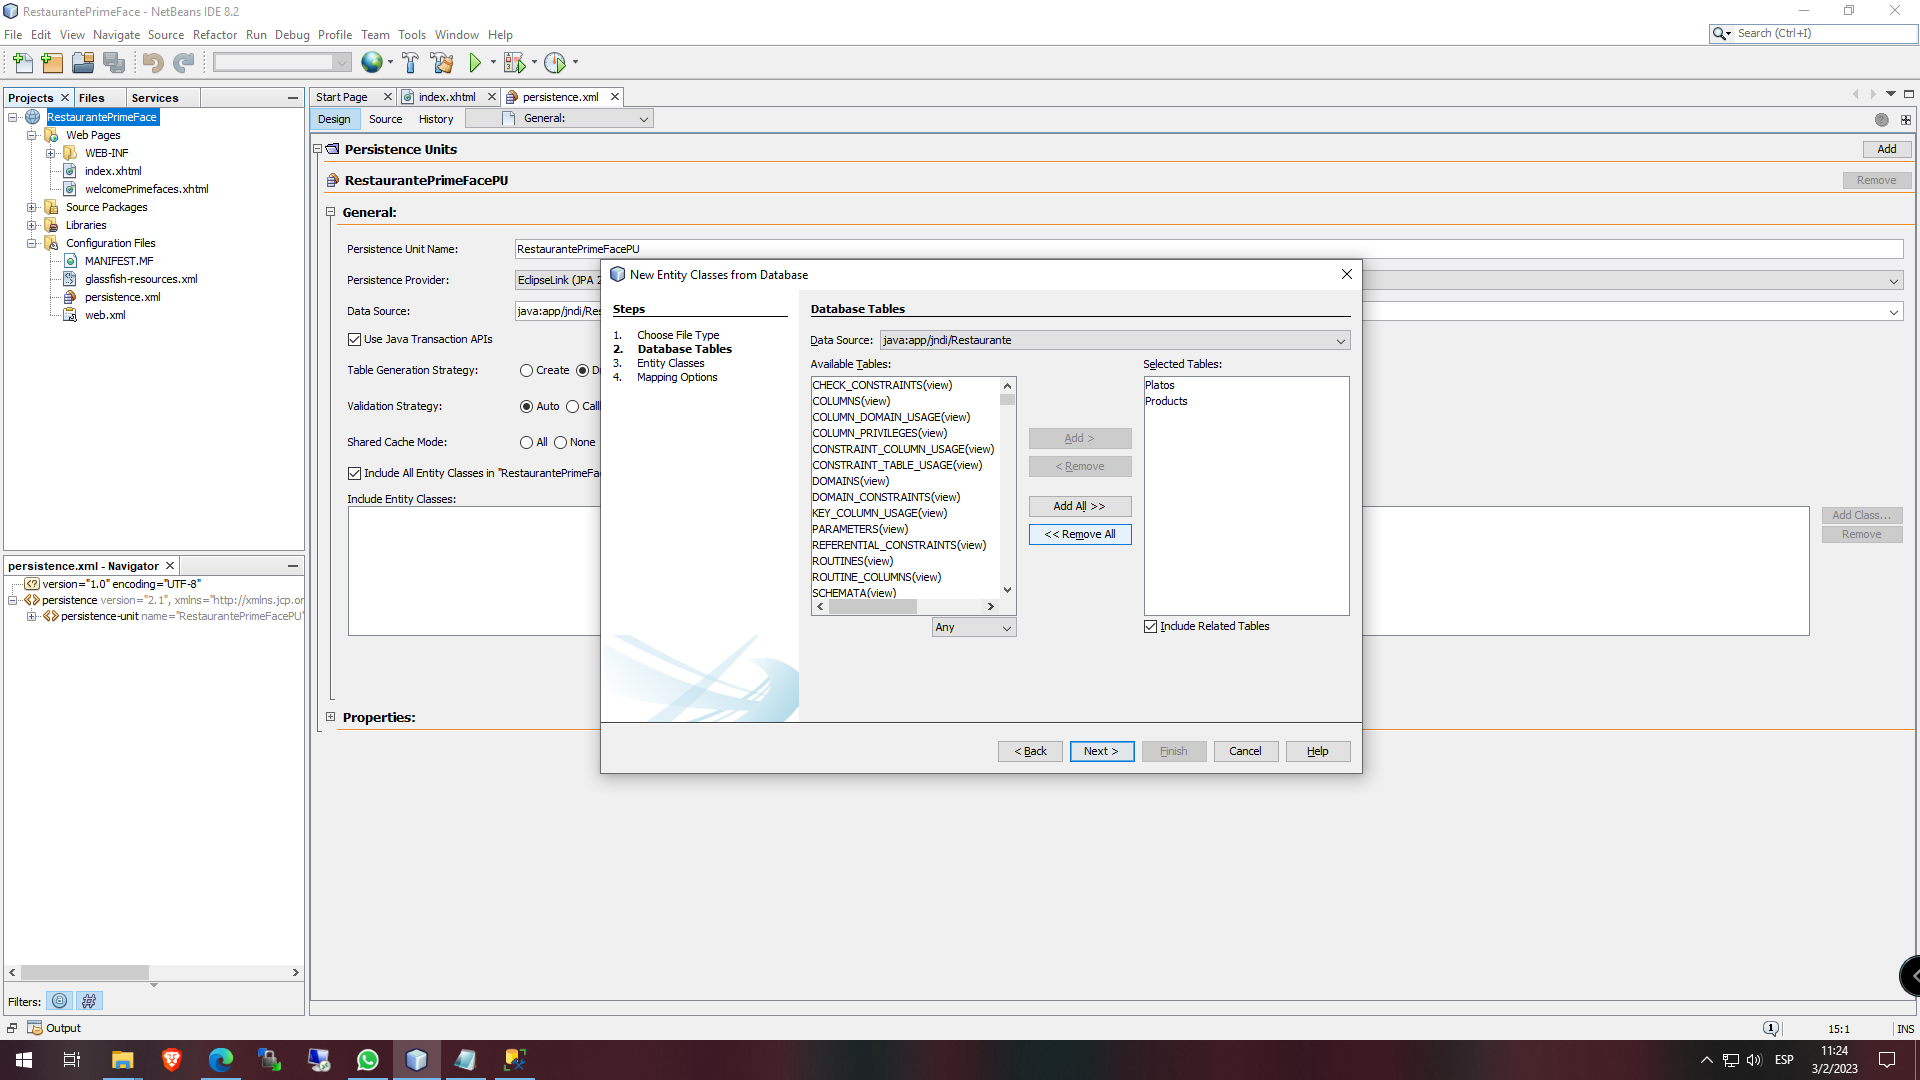 RestaurantePrimeFace - NetBeans IDE 8.2
File Edit View Navigate Source Refactor Run Debug Profile Team Tools Window Help
Search (Ctrl+I)
Projects Files Services
RestaurantePrimeFace
Web Pages
WEB-INF
index.xhtml
welcomePrimefaces.xhtml
Source Packages
Libraries
Configuration Files
MANIFEST.MF
glassfish-resources.xml
persistence.xml
web.xml
persistence.xml - Navigator
version="1.0" encoding="UTF-8"
persistence version="2.1", xmlns="http://xmlns.jcp.or
persistence-unit name="RestaurantePrimeFacePU"
Filters:
Start Page index.xhtml persistence.xml
Design Source History General:
Persistence Units
Add
RestaurantePrimeFacePU
Remove
General:
Persistence Unit Name: RestaurantePrimeFacePU
Persistence Provider: EclipseLink (JPA 2
Data Source: java:app/jndi/Res
Use Java Transaction APIs
Table Generation Strategy: Create D
Validation Strategy: Auto Call
Shared Cache Mode: All None
Include All Entity Classes in "RestaurantePrimeFa
Include Entity Classes:
Add Class...
Remove
Properties:
New Entity Classes from Database
Steps
1. Choose File Type
2. Database Tables
3. Entity Classes
4. Mapping Options
Database Tables
Data Source: java:app/jndi/Restaurante
Available Tables:
CHECK_CONSTRAINTS(view)
COLUMNS(view)
COLUMN_DOMAIN_USAGE(view)
COLUMN_PRIVILEGES(view)
CONSTRAINT_COLUMN_USAGE(view)
CONSTRAINT_TABLE_USAGE(view)
DOMAINS(view)
DOMAIN_CONSTRAINTS(view)
KEY_COLUMN_USAGE(view)
PARAMETERS(view)
REFERENTIAL_CONSTRAINTS(view)
ROUTINES(view)
ROUTINE_COLUMNS(view)
SCHEMATA(view)
Any
Add >
< Remove
Add All >>
<< Remove All
Selected Tables:
Platos
Products
Include Related Tables
< Back Next > Finish Cancel Help
Output
1
15:1 INS
ESP
11:24
3/2/2023